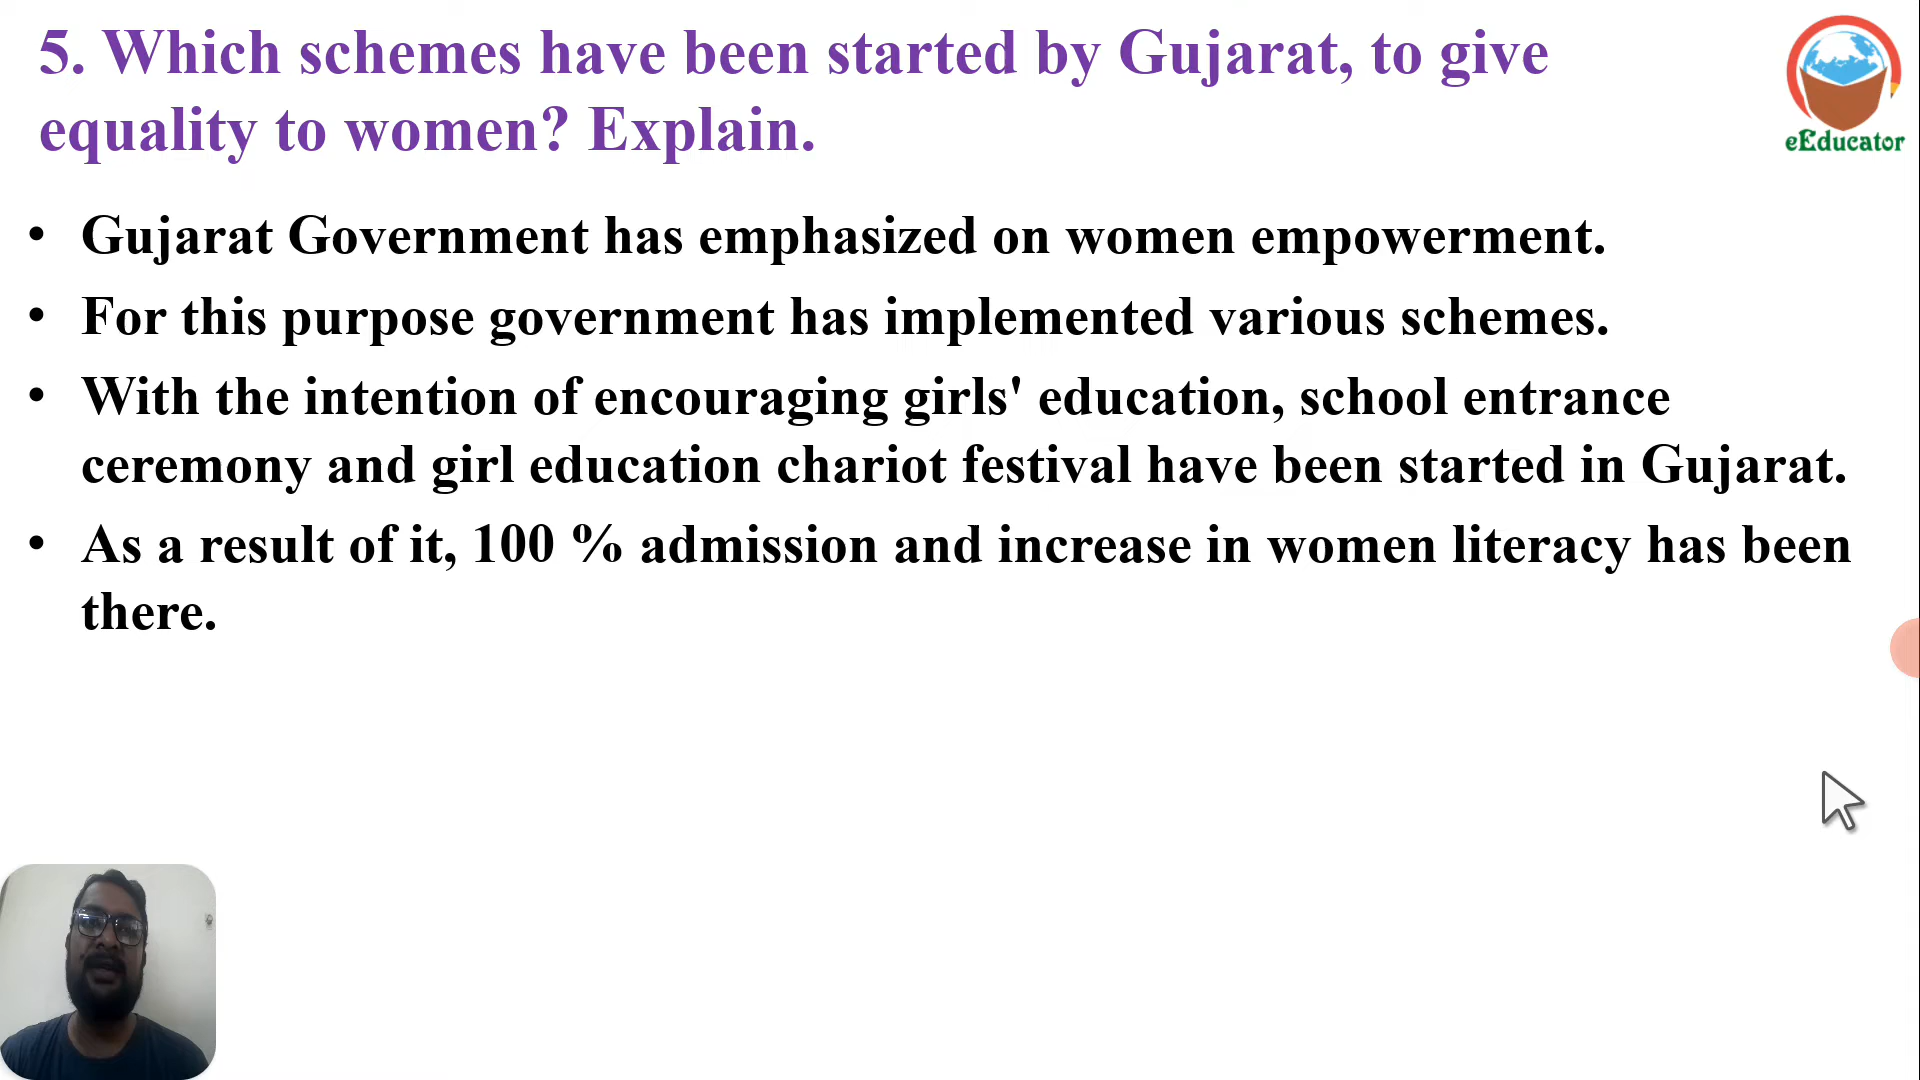 5. Which schemes have been started by Gujarat, to give
equality to women? Explain.
eEducator
• Gujarat Government has emphasized on women empowerment.
• For this purpose government has implemented various schemes.
• With the intention of encouraging girls' education, school entrance
ceremony and girl education chariot festival have been started in Gujarat.
• As a result of it, 100 % admission and increase in women literacy has been
there.